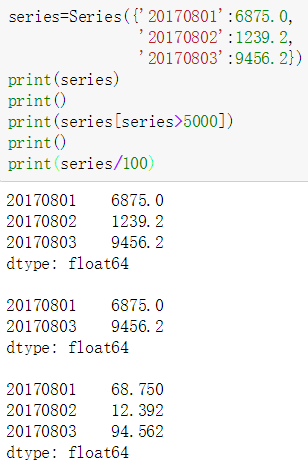 series=Series({'20170801':6875.0,
'20170802':1239.2,
'20170803':9456.2})
print(series)
print()
print(series[series>5000])
print()
print(series/100)
20170801    6875.0
20170802    1239.2
20170803    9456.2
dtype: float64
20170801    6875.0
20170803    9456.2
dtype: float64
20170801    68.750
20170802    12.392
20170803    94.562
dtype: float64